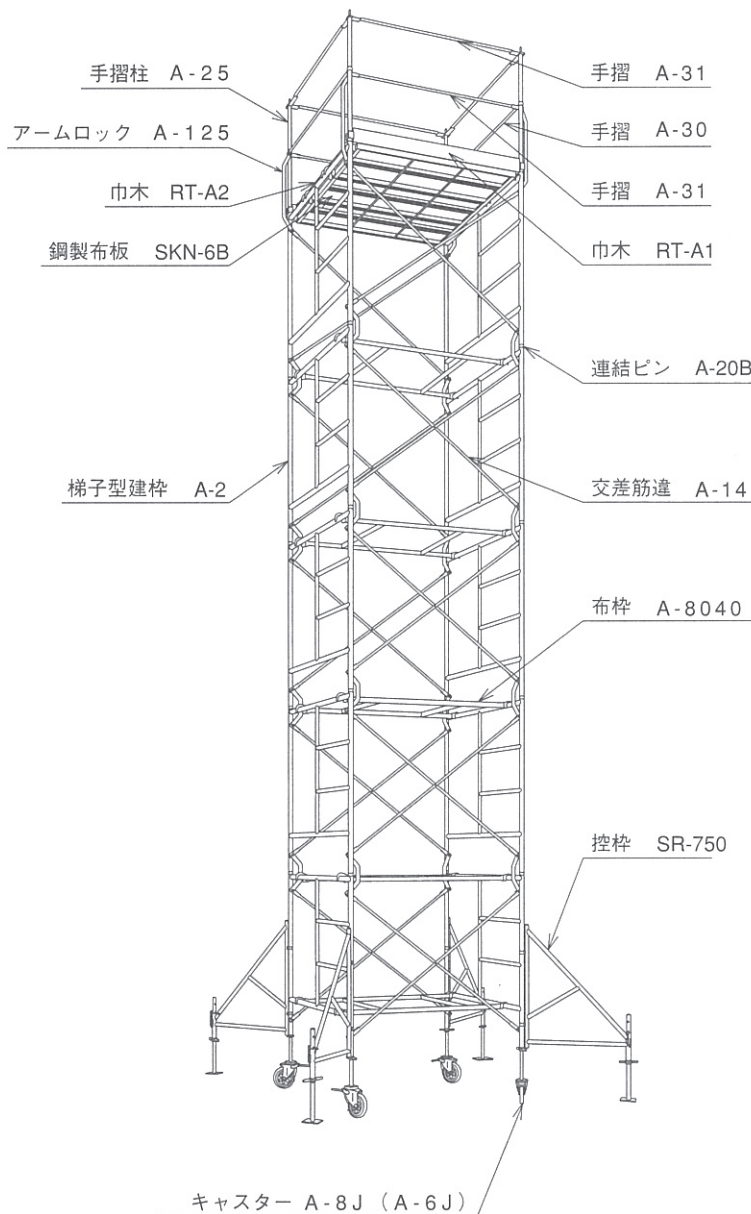 手摺柱 A-25
手摺 A-31
アームロック A-125
手摺 A-30
巾木 RT-A2
手摺 A-31
鋼製布板 SKN-6B
巾木 RT-A1
連結ピン A-20B
梯子型建枠 A-2
交差筋違 A-14
布枠 A-8040
控枠 SR-750
キャスター A-8J (A-6J)